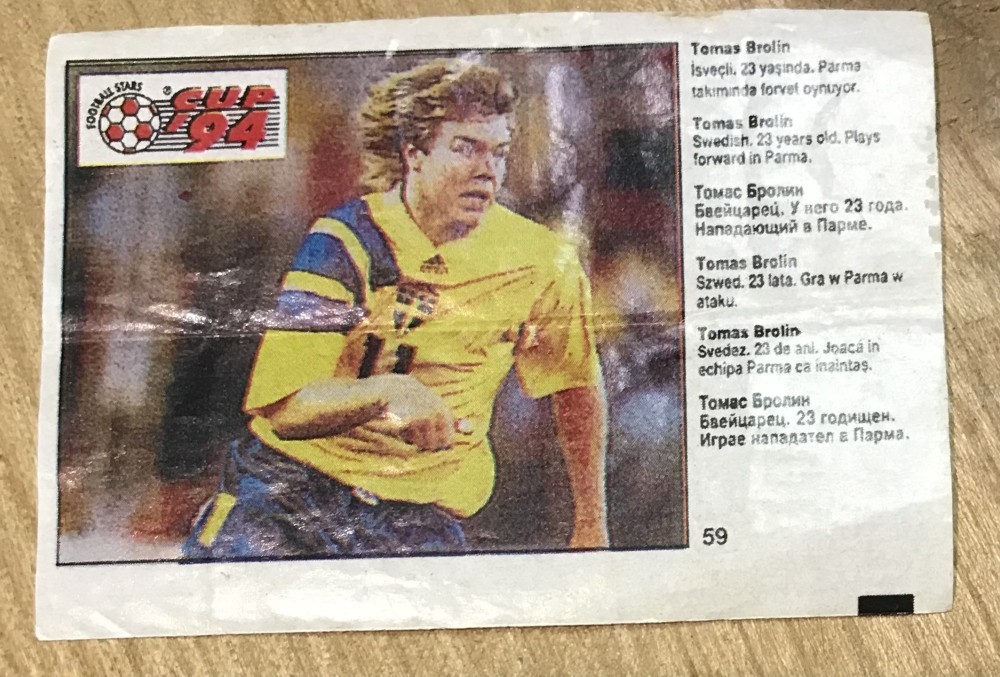 FOOTBALL STARS
®
CUP
'94
Tomas Brolin
İsveçli. 23 yaşında. Parma
takımında forvet oynuyor.
Tomas Brolin
Swedish. 23 years old. Plays
forward in Parma.
Томас Бролин
Бвейцарец. У него 23 года.
Нападающий в Парме.
Tomas Brolin
Szwed. 23 lata. Gra w Parma w
ataku.
Tomas Brolin
Svedez. 23 de ani. Joacă in
echipa Parma ca inaintaş.
Томас Бролин
Бвейцарец. 23 годишен.
Играе нападател в Парма.
59
adidas
11